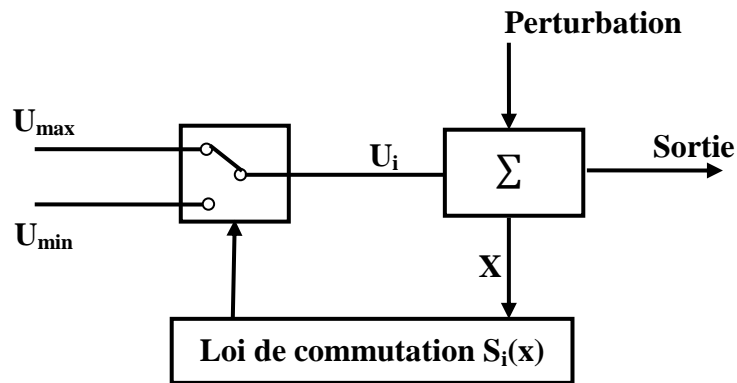 Perturbation
Umax
Ui
Σ
Sortie
Umin
X
Loi de commutation Si(x)